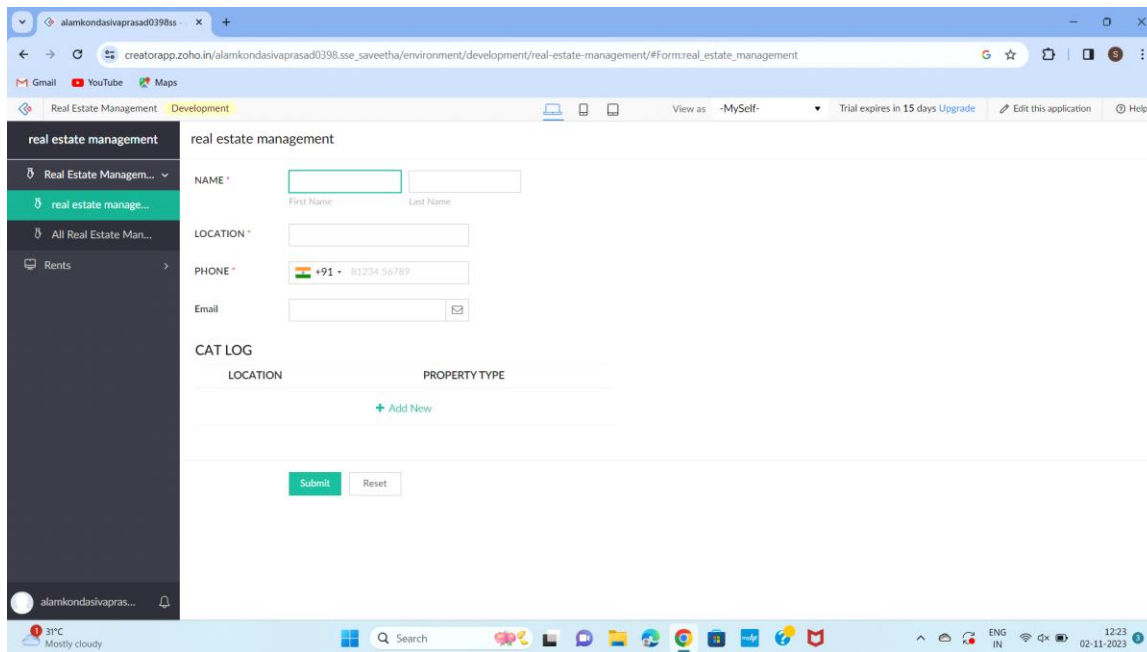 alamkondasivaprasad0398ss -
creatorapp.zoho.in/alamkondasivaprasad0398.sse_saveetha/environment/development/real-estate-management/#Form:real_estate_management
Gmail YouTube Maps
Real Estate Management Development View as -MySelf- Trial expires in 15 days Upgrade Edit this application Help
real estate management
real estate management
Real Estate Managem...
real estate manage...
All Real Estate Man...
Rents
NAME *
First Name Last Name
LOCATION *
PHONE * +91 81234 56789
Email
CAT LOG
LOCATION PROPERTY TYPE
+ Add New
Submit Reset
alamkondasivapras...
1 31°C
Mostly cloudy
Search
ENG
IN
12:23
02-11-2023
3